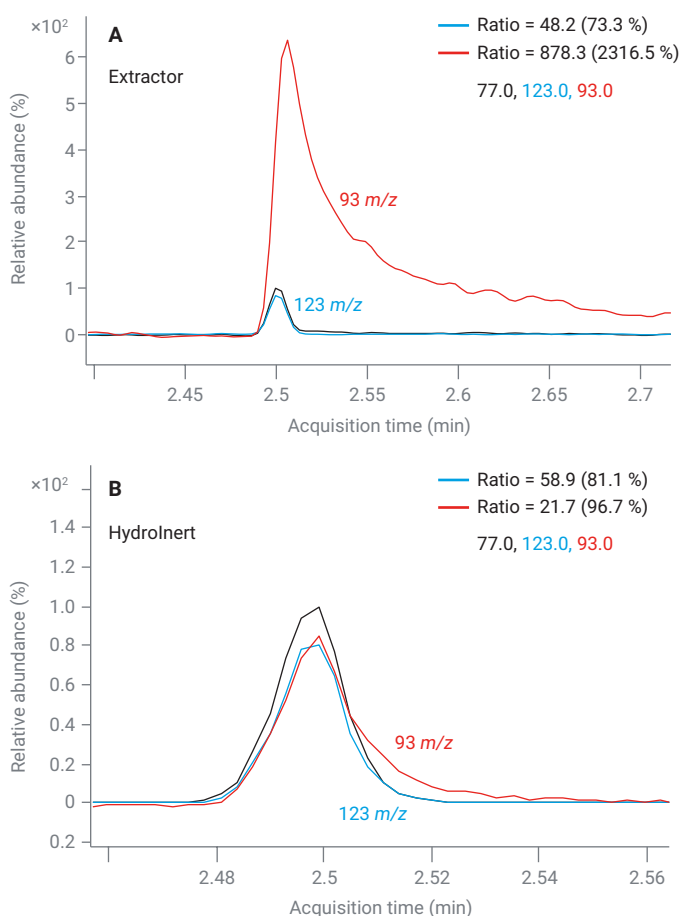 ×10²
A
Ratio = 48.2 (73.3 %)
Ratio = 878.3 (2316.5 %)
Extractor
77.0, 123.0, 93.0
6
5
4
3
2
1
0
93 m/z
123 m/z
Relative abundance (%)
2.45 2.5 2.55 2.6 2.65 2.7
Acquisition time (min)
×10²
B
Ratio = 58.9 (81.1 %)
Ratio = 21.7 (96.7 %)
HydroInert
77.0, 123.0, 93.0
1.4
1.2
1.0
0.8
0.6
0.4
0.2
0
0.2
93 m/z
123 m/z
Relative abundance (%)
2.48 2.5 2.52 2.54 2.56
Acquisition time (min)